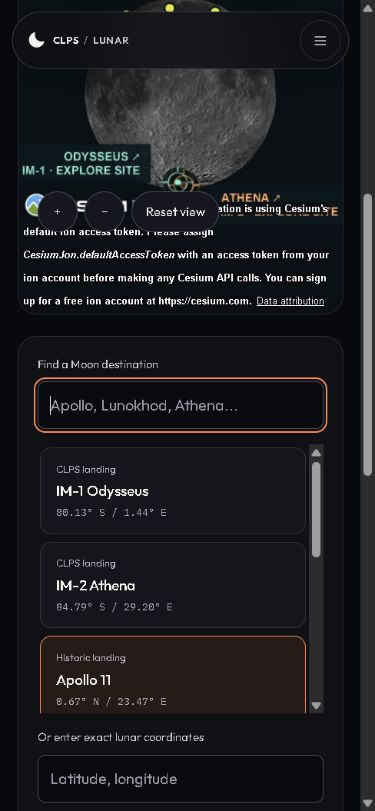 CLPS / LUNAR
ODYSSEUS ↗
IM-1 · EXPLORE SITE
ATHENA ↗
+
−
Reset view
ation is using Cesium's
default ion access token. Please assign
Cesium.Ion.defaultAccessToken with an access token from your
ion account before making any Cesium API calls. You can sign
up for a free ion account at https://cesium.com. Data attribution
Find a Moon destination
Apollo, Lunokhod, Athena...
CLPS landing
IM-1 Odysseus
80.13° S / 1.44° E
CLPS landing
IM-2 Athena
84.79° S / 29.20° E
Historic landing
Apollo 11
0.67° N / 23.47° E
Or enter exact lunar coordinates
Latitude, longitude